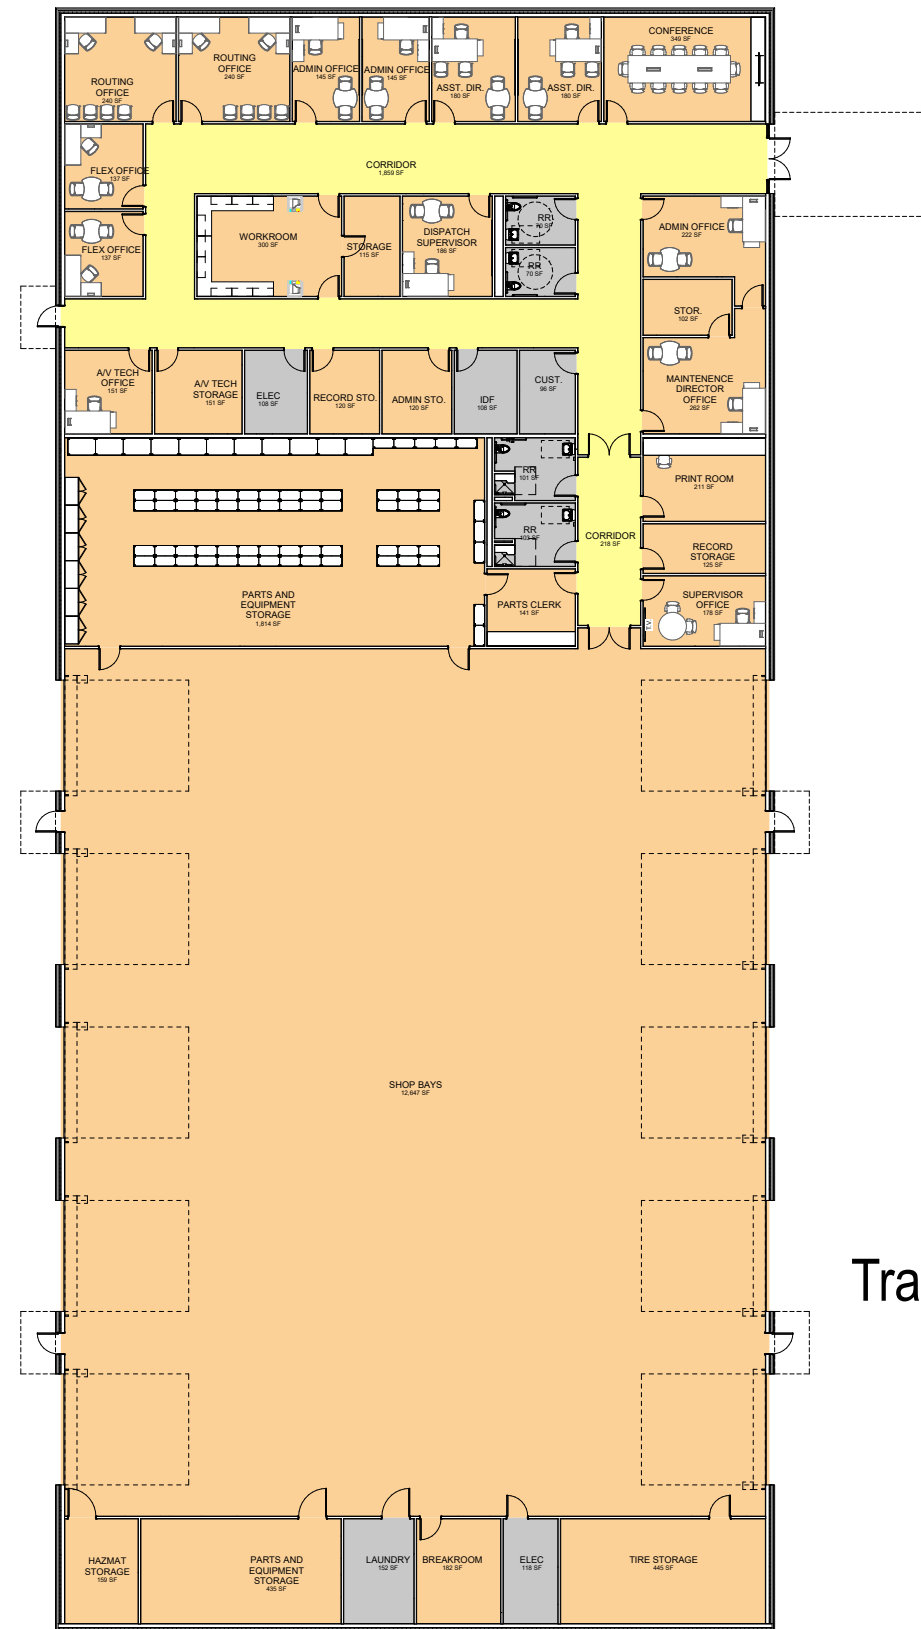 CONFERENCE
349 SF
ROUTING
OFFICE
240 SF
ROUTING
OFFICE
240 SF
ADMIN OFFICE
145 SF
ADMIN OFFICE
145 SF
ASST. DIR.
180 SF
ASST. DIR.
180 SF
FLEX OFFICE
137 SF
CORRIDOR
1,859 SF
FLEX OFFICE
137 SF
WORKROOM
300 SF
STORAGE
115 SF
DISPATCH
SUPERVISOR
186 SF
RR
70 SF
RR
70 SF
ADMIN OFFICE
222 SF
STOR.
102 SF
A/V TECH
OFFICE
151 SF
A/V TECH
STORAGE
151 SF
ELEC
108 SF
RECORD STO.
120 SF
ADMIN STO.
120 SF
IDF
108 SF
CUST.
96 SF
MAINTENENCE
DIRECTOR
OFFICE
262 SF
RR
101 SF
PRINT ROOM
211 SF
RR
CORRIDOR
218 SF
RECORD
STORAGE
125 SF
PARTS AND
EQUIPMENT
STORAGE
1,814 SF
PARTS CLERK
141 SF
SUPERVISOR
OFFICE
178 SF
TV
SHOP BAYS
12,647 SF
Tra
HAZMAT
STORAGE
159 SF
PARTS AND
EQUIPMENT
STORAGE
435 SF
LAUNDRY
152 SF
BREAKROOM
182 SF
ELEC
118 SF
TIRE STORAGE
445 SF